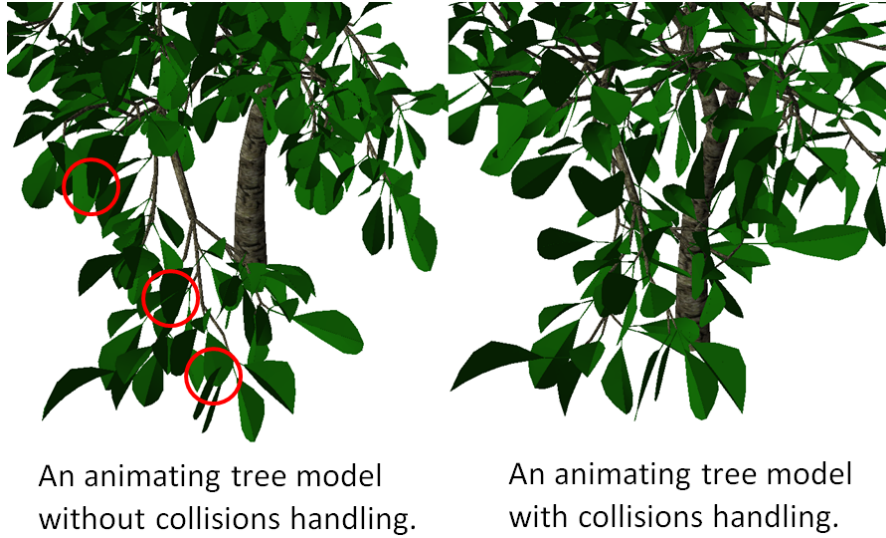 An animating tree model
without collisions handling.
An animating tree model
with collisions handling.